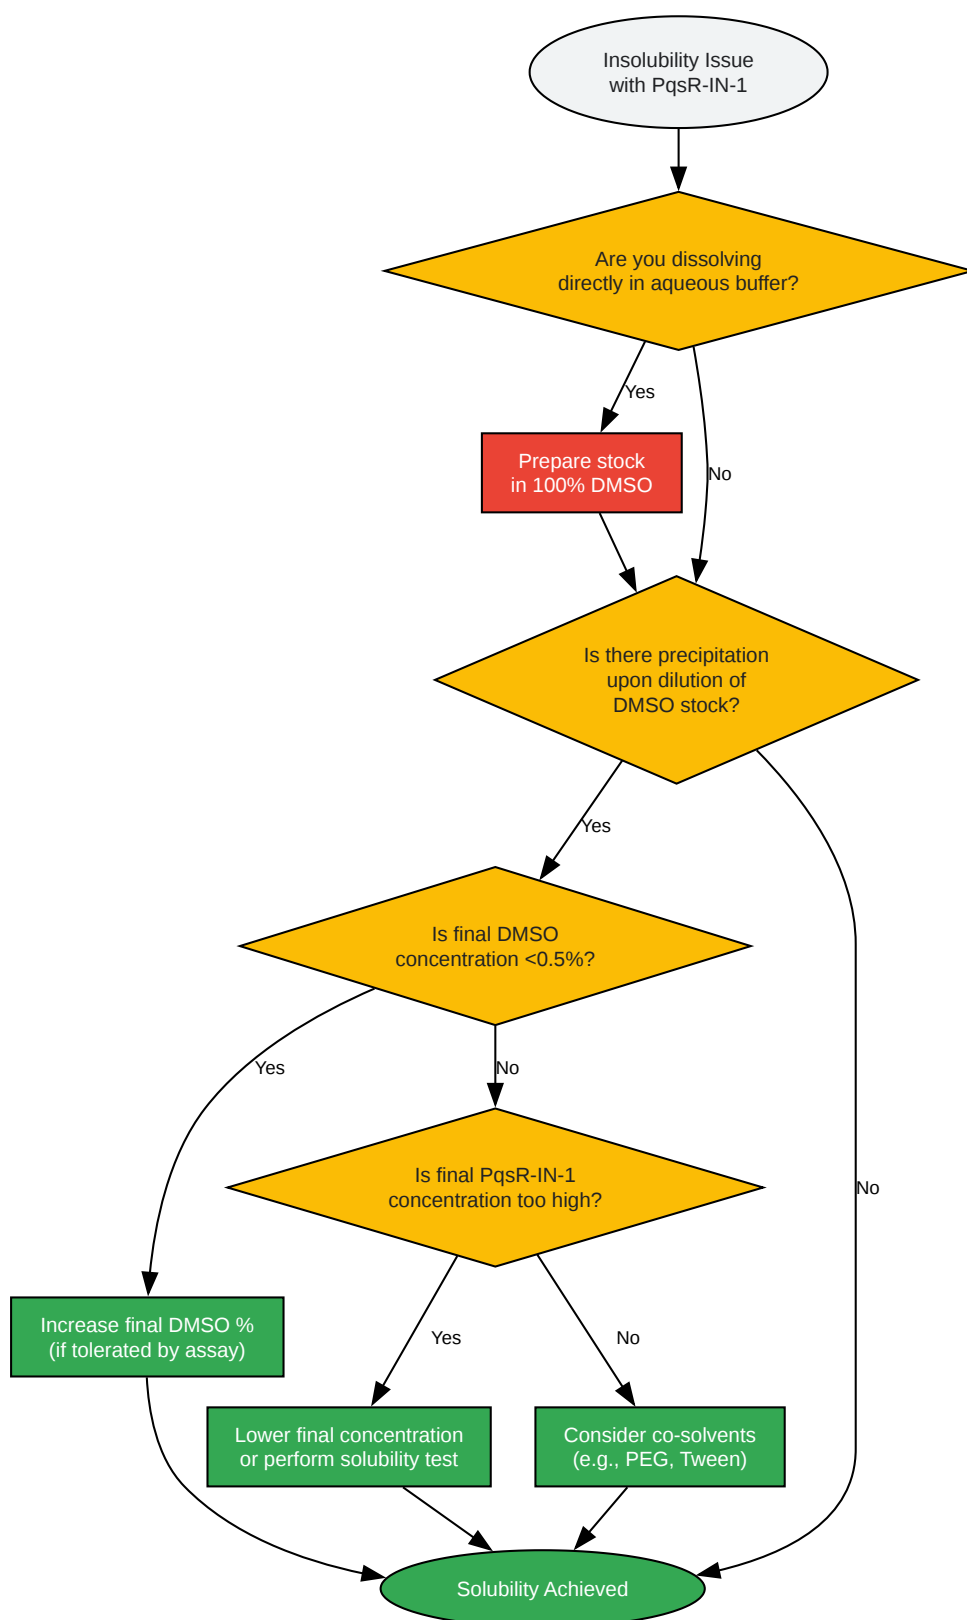 Insolubility Issue
with PqsR-IN-1
Are you dissolving
directly in aqueous buffer?
Yes
No
Prepare stock
in 100% DMSO
Is there precipitation
upon dilution of
DMSO stock?
Yes
No
Is final DMSO
concentration <0.5%?
Yes
No
Is final PqsR-IN-1
concentration too high?
Yes
No
Increase final DMSO %
(if tolerated by assay)
Lower final concentration
or perform solubility test
Consider co-solvents
(e.g., PEG, Tween)
Solubility Achieved